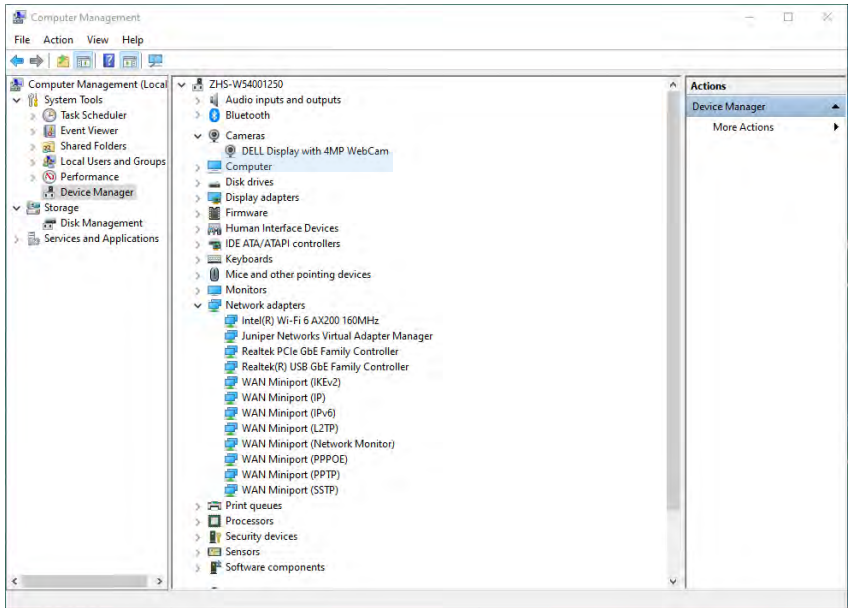 Computer Management
File Action View Help
Computer Management (Local
System Tools
Task Scheduler
Event Viewer
Shared Folders
Local Users and Groups
Performance
Device Manager
Storage
Disk Management
Services and Applications
ZHS-W54001250
Audio inputs and outputs
Bluetooth
Cameras
DELL Display with 4MP WebCam
Computer
Disk drives
Display adapters
Firmware
Human Interface Devices
IDE ATA/ATAPI controllers
Keyboards
Mice and other pointing devices
Monitors
Network adapters
Intel(R) Wi-Fi 6 AX200 160MHz
Juniper Networks Virtual Adapter Manager
Realtek PCIe GbE Family Controller
Realtek(R) USB GbE Family Controller
WAN Miniport (IKEv2)
WAN Miniport (IP)
WAN Miniport (IPv6)
WAN Miniport (L2TP)
WAN Miniport (Network Monitor)
WAN Miniport (PPPOE)
WAN Miniport (PPTP)
WAN Miniport (SSTP)
Print queues
Processors
Security devices
Sensors
Software components
Actions
Device Manager
More Actions